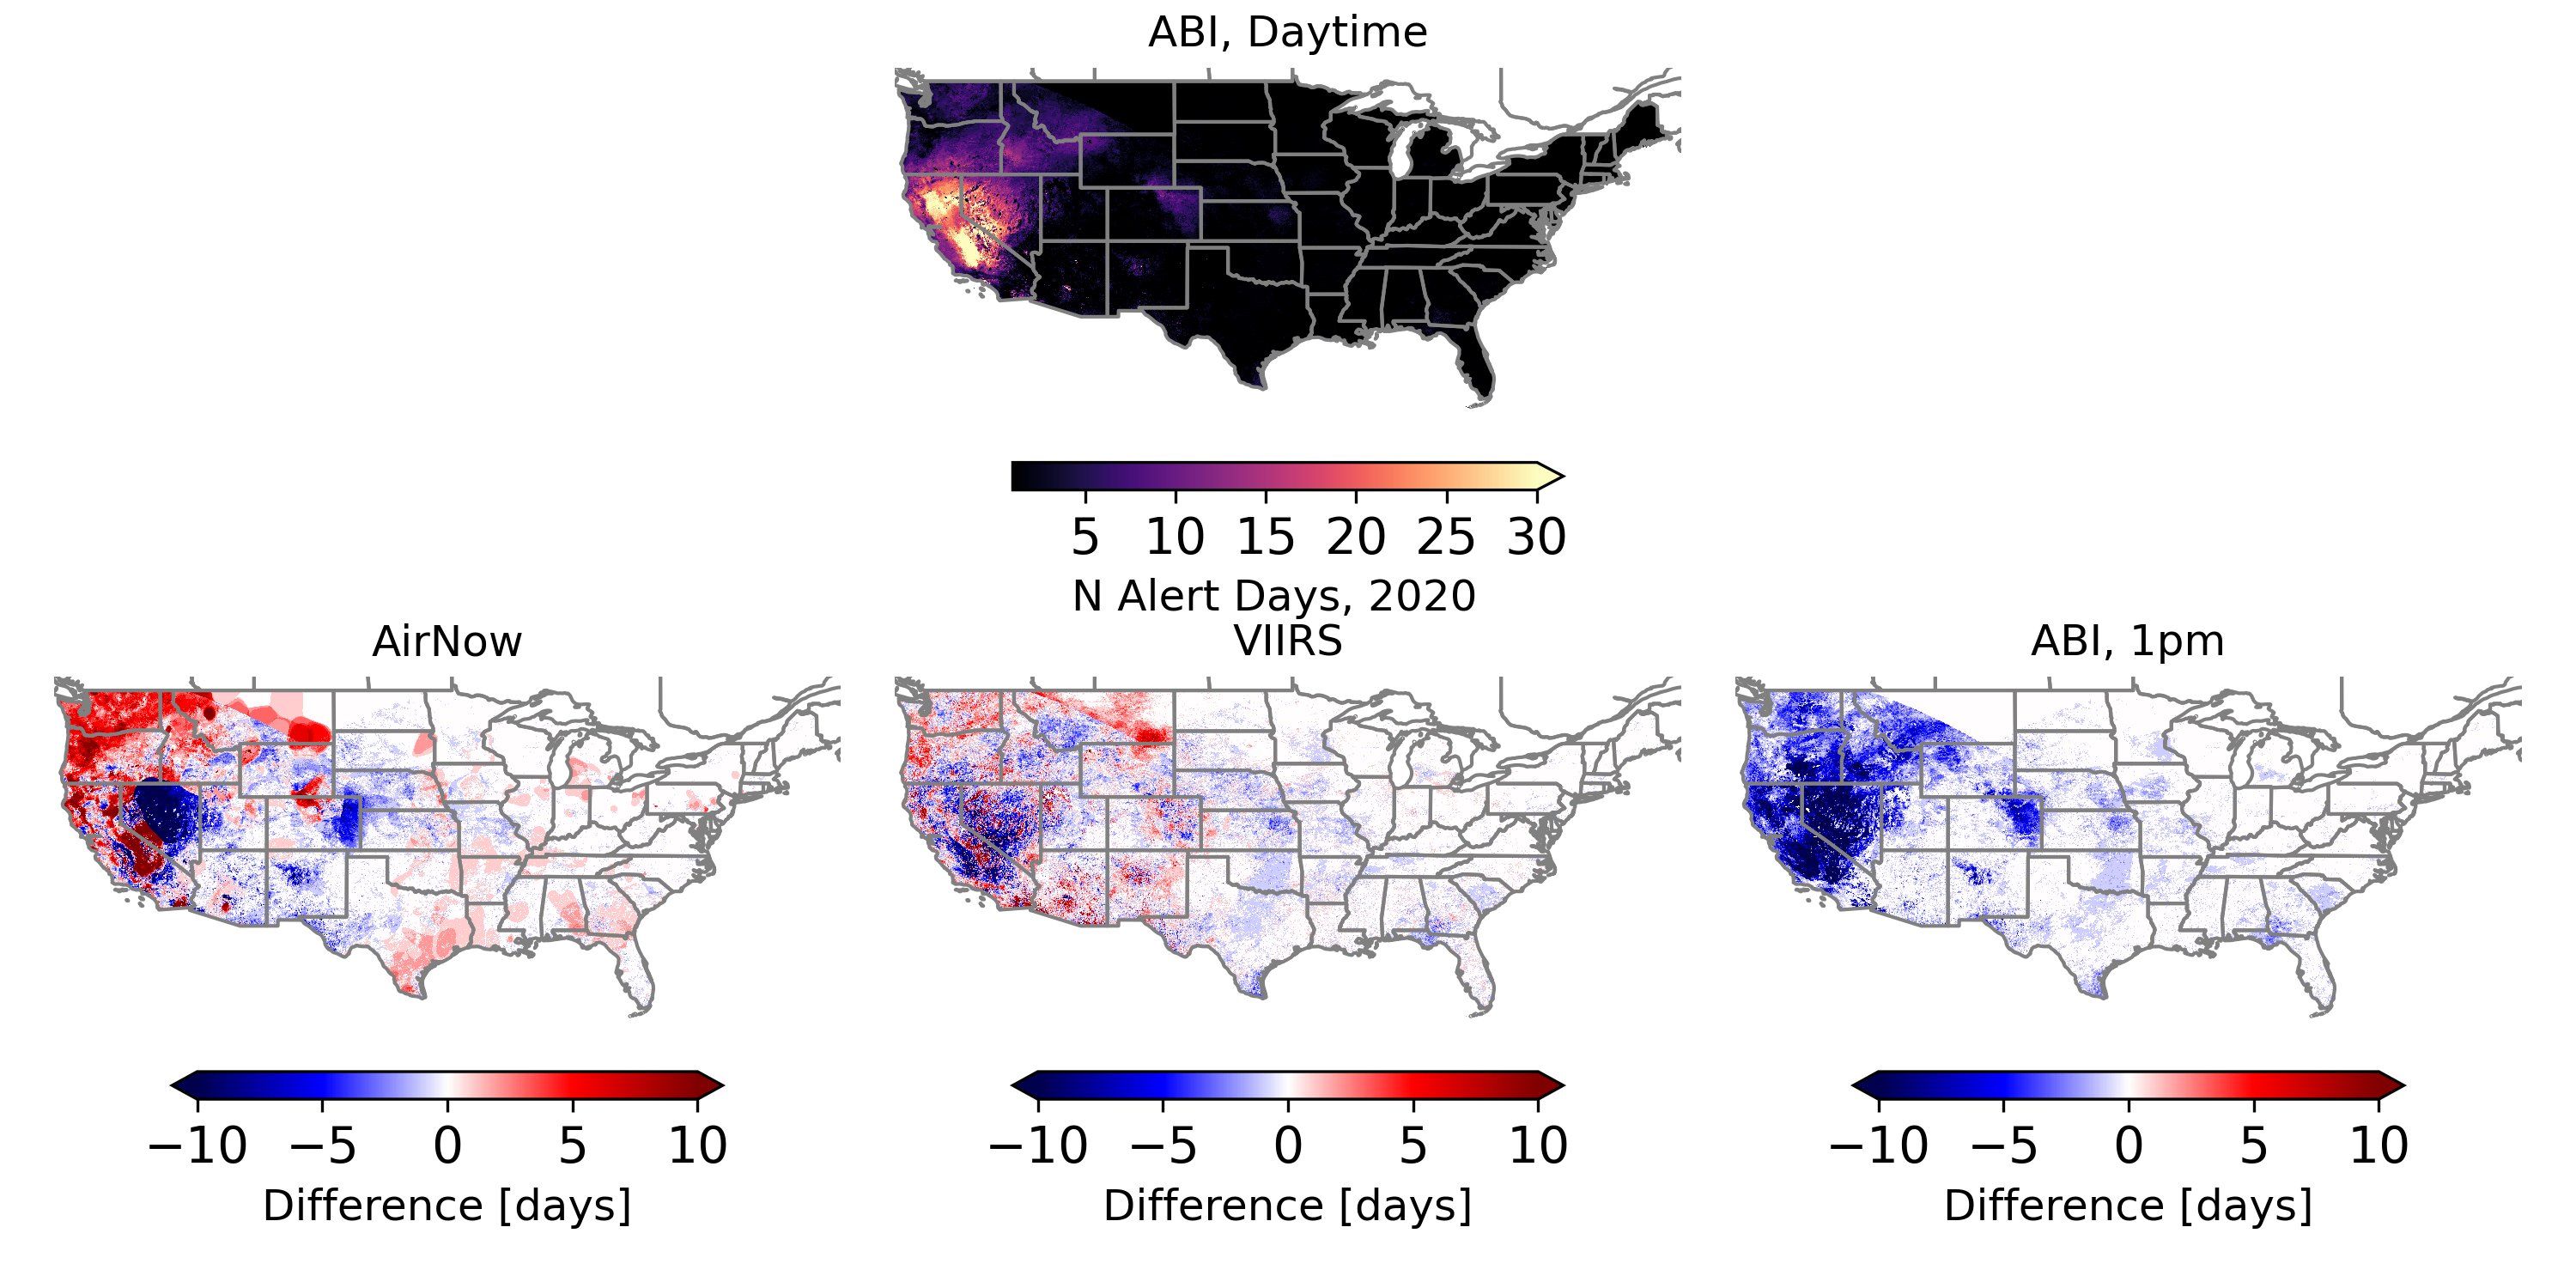 ABI, Daytime
5 10 15 20 25 30
N Alert Days, 2020
AirNow
VIIRS
ABI, 1pm
−10 −5 0 5 10
−10 −5 0 5 10
−10 −5 0 5 10
Difference [days]
Difference [days]
Difference [days]